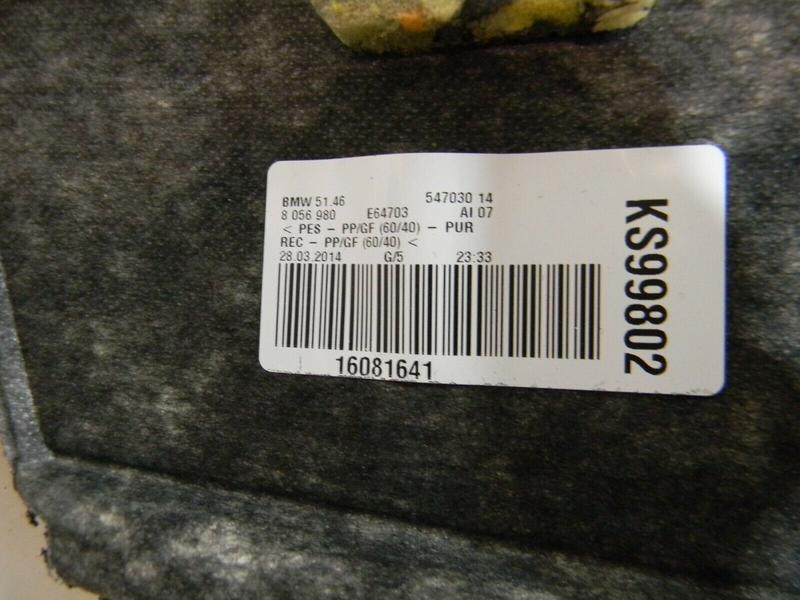 BMW 51.46 547030 14
8 056 980 E64703 AI 07
< PES - PP/GF (60/40) - PUR
REC - PP/GF (60/40) <
28.03.2014 G/5 23:33
16081641
KS99802